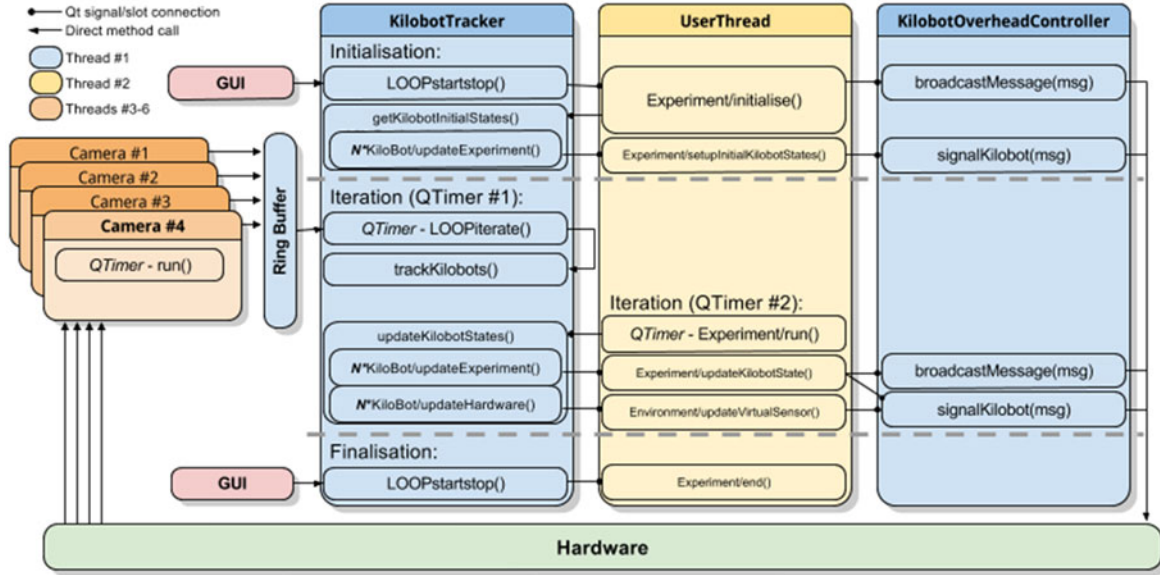 Qt signal/slot connection
Direct method call
Thread #1
Thread #2
Threads #3-6
KilobotTracker
UserThread
KilobotOverheadController
Initialisation:
GUI
LOOPstartstop()
Experiment/initialise()
broadcastMessage(msg)
getKilobotInitialStates()
N*KiloBot/updateExperiment()
Experiment/setupInitialKilobotStates()
signalKilobot(msg)
Camera #1
Camera #2
Camera #3
Camera #4
QTimer - run()
Ring Buffer
Iteration (QTimer #1):
QTimer - LOOPiterate()
trackKilobots()
Iteration (QTimer #2):
updateKilobotStates()
QTimer - Experiment/run()
N*KiloBot/updateExperiment()
Experiment/updateKilobotState()
broadcastMessage(msg)
N*KiloBot/updateHardware()
Environment/updateVirtualSensor()
signalKilobot(msg)
Finalisation:
GUI
LOOPstartstop()
Experiment/end()
Hardware